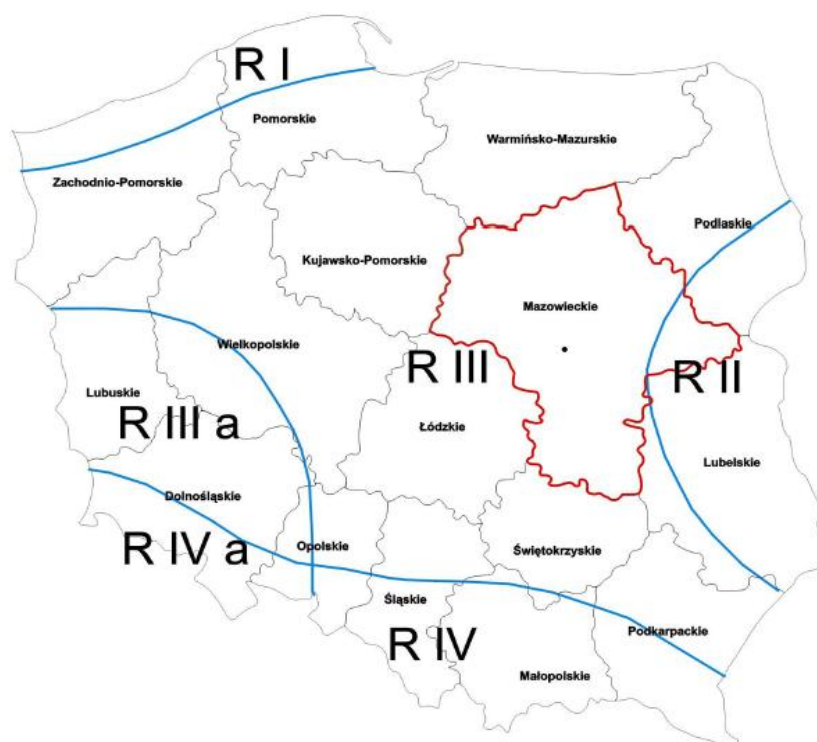 R I
Pomorskie
Warmińsko-Mazurskie
Zachodnio-Pomorskie
Podlaskie
Kujawsko-Pomorskie
Mazowieckie
Wielkopolskie
R III
R II
Lubuskie
R III a
Łódzkie
Lubelskie
Dolnośląskie
R IV a
Opolskie
Świętokrzyskie
Śląskie
R IV
Podkarpackie
Małopolskie